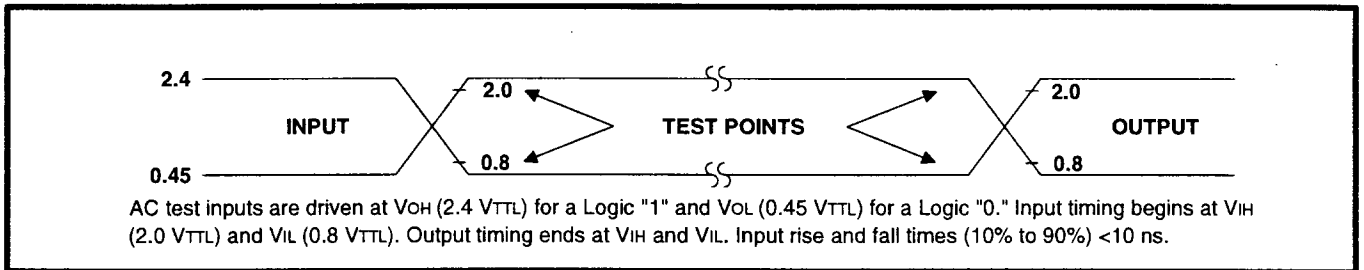 2.4
2.0
2.0
INPUT
TEST POINTS
OUTPUT
0.8
0.8
0.45
AC test inputs are driven at VOH (2.4 VTTL) for a Logic "1" and VOL (0.45 VTTL) for a Logic "0." Input timing begins at VIH
(2.0 VTTL) and VIL (0.8 VTTL). Output timing ends at VIH and VIL. Input rise and fall times (10% to 90%) <10 ns.